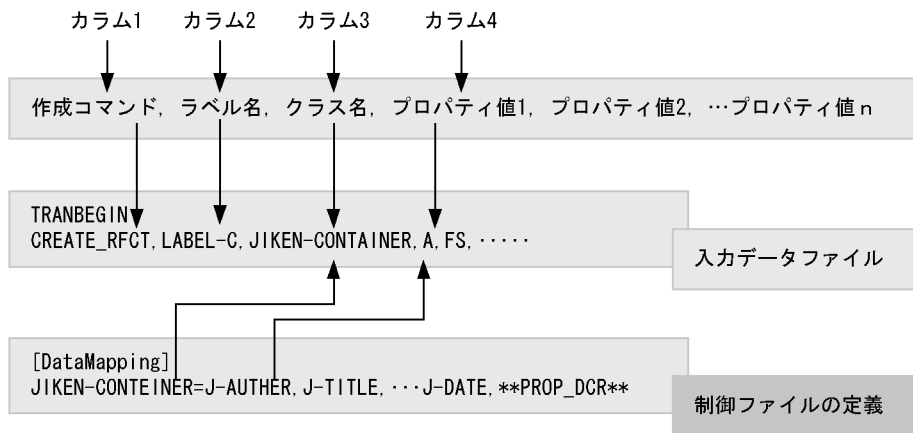 カラム1 カラム2 カラム3 カラム4
作成コマンド, ラベル名, クラス名, プロパティ値1, プロパティ値2, …プロパティ値n
TRANBEGIN
CREATE_RFCT,LABEL-C,JIKEN-CONTAINER,A,FS,・・・・・
入力データファイル
[DataMapping]
JIKEN-CONTEINER=J-AUTHER,J-TITLE,・・・J-DATE,**PROP_DCR**
制御ファイルの定義